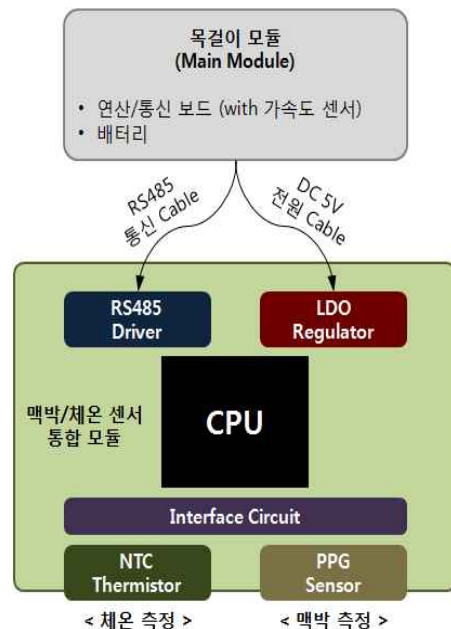 목걸이 모듈
(Main Module)
• 연산/통신 보드 (with 가속도 센서)
• 배터리
RS485
통신 Cable
DC 5V
전원 Cable
RS485
Driver
LDO
Regulator
맥박/체온 센서
통합 모듈
CPU
Interface Circuit
NTC
Thermistor
PPG
Sensor
< 체온 측정 >
< 맥박 측정 >